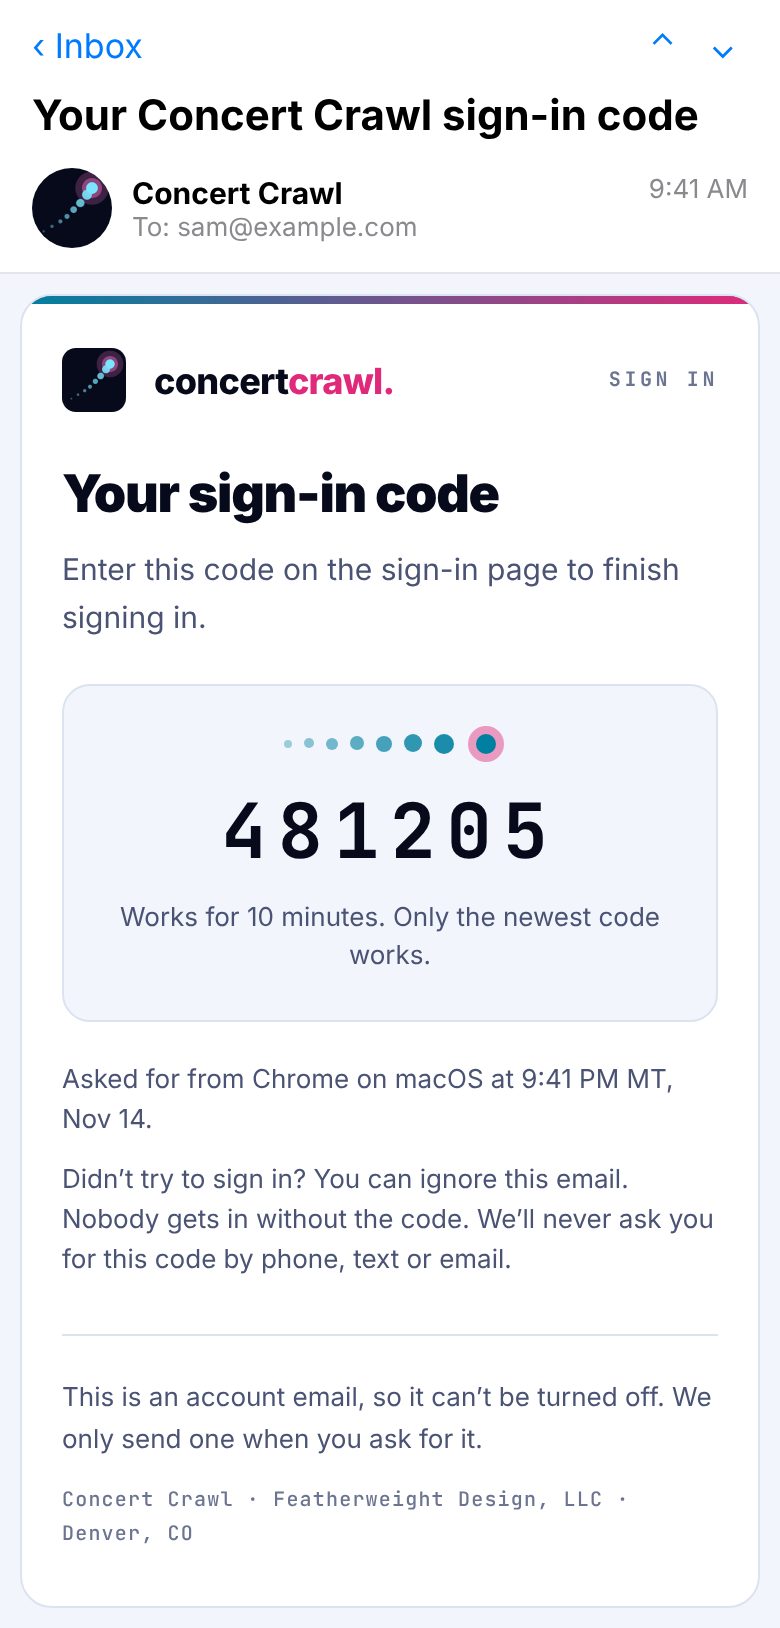 ‹ Inbox
Your Concert Crawl sign-in code
Concert Crawl
9:41 AM
To: sam@example.com
concertcrawl.
SIGN IN
Your sign-in code
Enter this code on the sign-in page to finish
signing in.
481205
Works for 10 minutes. Only the newest code
works.
Asked for from Chrome on macOS at 9:41 PM MT,
Nov 14.
Didn’t try to sign in? You can ignore this email.
Nobody gets in without the code. We’ll never ask you
for this code by phone, text or email.
This is an account email, so it can’t be turned off. We
only send one when you ask for it.
Concert Crawl · Featherweight Design, LLC ·
Denver, CO